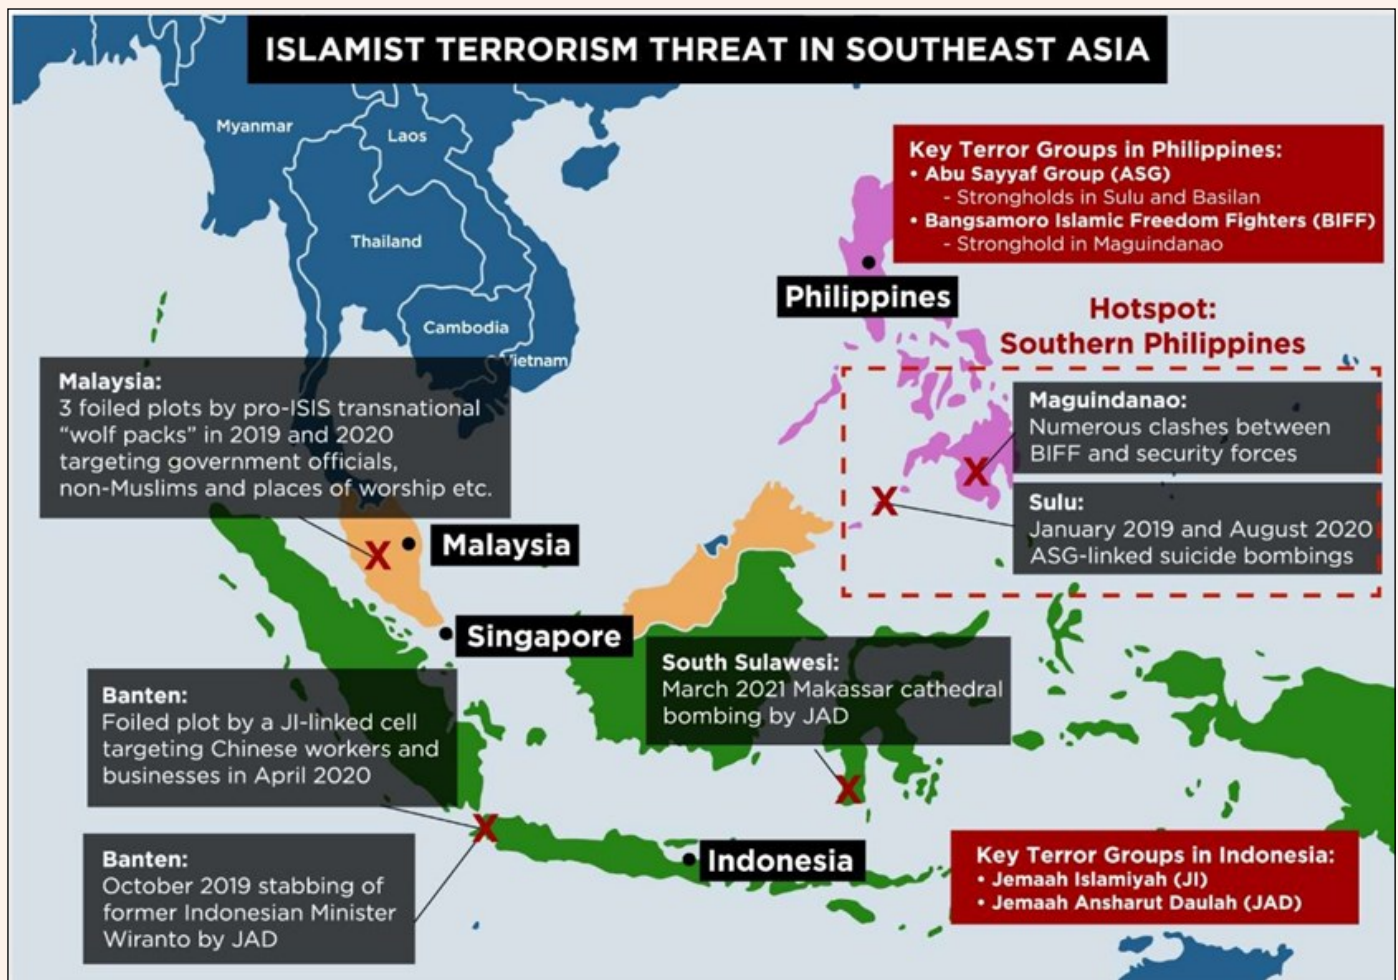 ISLAMIST TERRORISM THREAT IN SOUTHEAST ASIA
Myanmar
Laos
Thailand
Cambodia
Vietnam
Key Terror Groups in Philippines:
• Abu Sayyaf Group (ASG)
- Strongholds in Sulu and Basilan
• Bangsamoro Islamic Freedom Fighters (BIFF)
- Stronghold in Maguindanao
Philippines
Hotspot:
Southern Philippines
Malaysia:
3 foiled plots by pro-ISIS transnational
“wolf packs” in 2019 and 2020
targeting government officials,
non-Muslims and places of worship etc.
Maguindanao:
Numerous clashes between
BIFF and security forces
X
X
Sulu:
January 2019 and August 2020
ASG-linked suicide bombings
X
Malaysia
Singapore
South Sulawesi:
March 2021 Makassar cathedral
bombing by JAD
X
Banten:
Foiled plot by a JI-linked cell
targeting Chinese workers and
businesses in April 2020
X
Banten:
October 2019 stabbing of
former Indonesian Minister
Wiranto by JAD
Indonesia
Key Terror Groups in Indonesia:
• Jemaah Islamiyah (JI)
• Jemaah Ansharut Daulah (JAD)